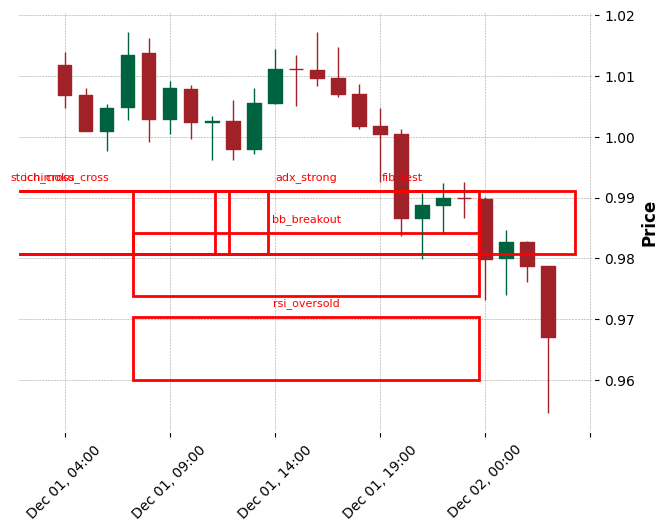 1.02
1.01
1.00
0.99
0.98
0.97
0.96
Price
ichimoku_cross
adx_strong
fib_test
bb_breakout
rsi_oversold
Dec 01, 04:00
Dec 01, 09:00
Dec 01, 14:00
Dec 01, 19:00
Dec 02, 00:00